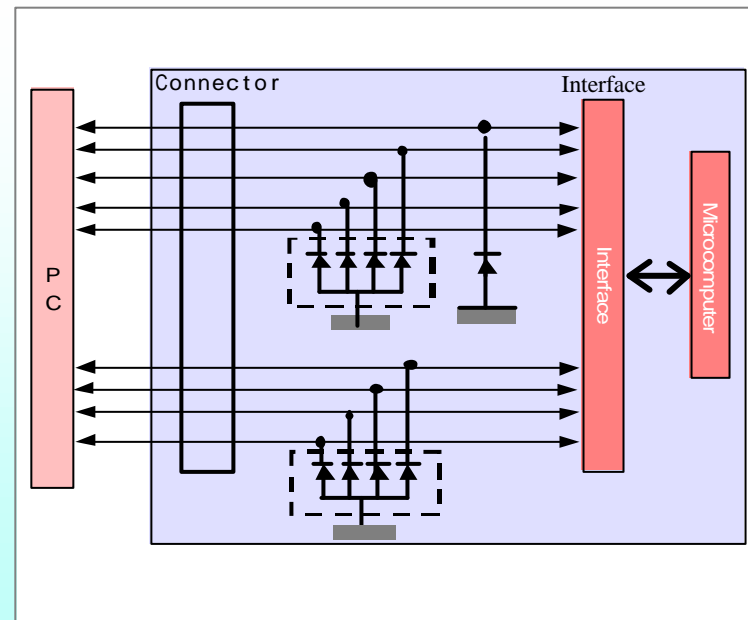 Connector
Interface
P
C
Interface
Microcomputer